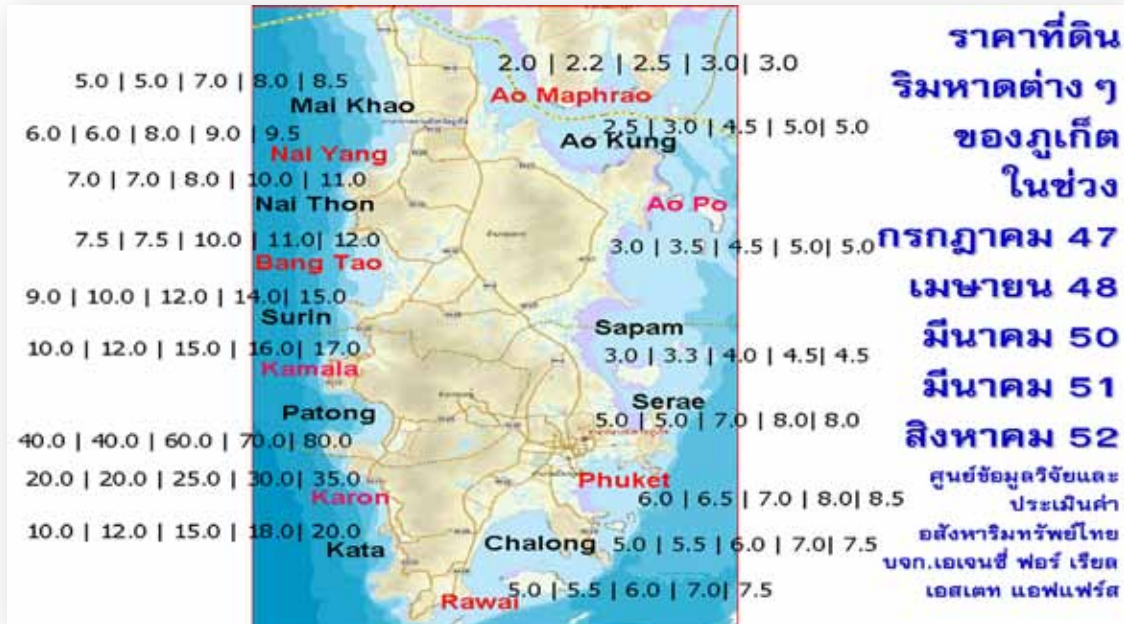 ราคาที่ดิน
ริมหาดต่าง ๆ
ของภูเก็ต
ในช่วง
กรกฎาคม 47
เมษายน 48
มีนาคม 50
มีนาคม 51
สิงหาคม 52
ศูนย์ข้อมูลวิจัยและ
ประเมินค่า
อสังหาริมทรัพย์ไทย
บจก.เอเจนซี่ ฟอร์ เรียล
เอสเตท แอฟแฟร์ส
5.0 | 5.0 | 7.0 | 8.0 | 8.5
Mai Khao
6.0 | 6.0 | 8.0 | 9.0 | 9.5
Nai Yang
7.0 | 7.0 | 8.0 | 10.0 | 11.0
Nai Thon
7.5 | 7.5 | 10.0 | 11.0| 12.0
Bang Tao
9.0 | 10.0 | 12.0 | 14.0| 15.0
Surin
10.0 | 12.0 | 15.0 | 16.0| 17.0
Kamala
Patong
40.0 | 40.0 | 60.0 | 70.0| 80.0
20.0 | 20.0 | 25.0 | 30.0| 35.0
Karon
10.0 | 12.0 | 15.0 | 18.0| 20.0
Kata
2.0 | 2.2 | 2.5 | 3.0| 3.0
Ao Maphrao
2.5 | 3.0 | 4.5 | 5.0| 5.0
Ao Kung
Ao Po
3.0 | 3.5 | 4.5 | 5.0| 5.0
Sapam
3.0 | 3.3 | 4.0 | 4.5| 4.5
Serae
5.0 | 5.0 | 7.0 | 8.0| 8.0
Phuket
6.0 | 6.5 | 7.0 | 8.0| 8.5
Chalong
5.0 | 5.5 | 6.0 | 7.0| 7.5
5.0 | 5.5 | 6.0 | 7.0| 7.5
Rawai